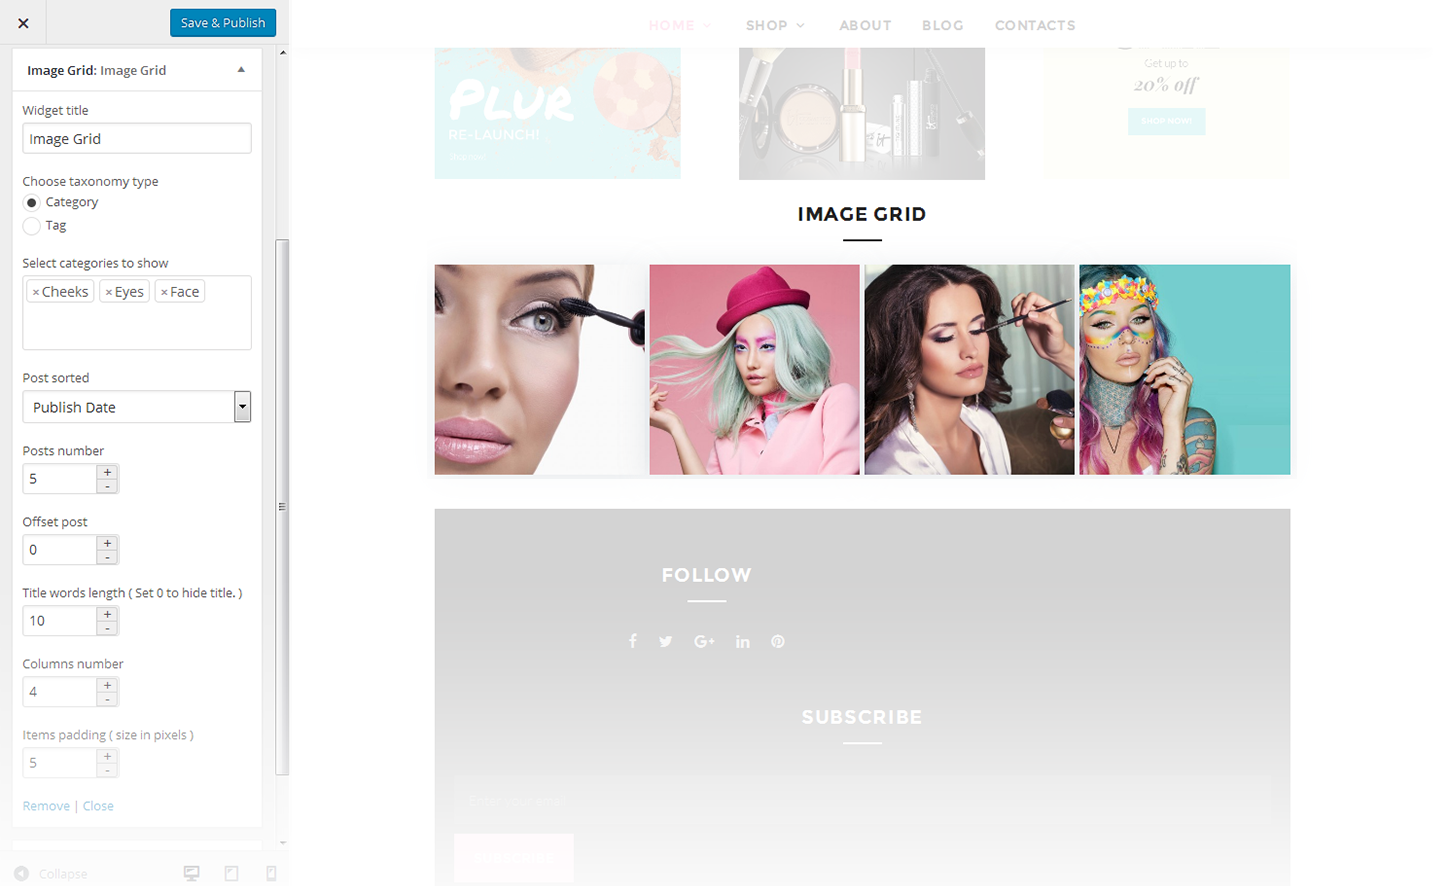 Save & Publish
Image Grid: Image Grid
Widget title
Image Grid
Choose taxonomy type
Category
Tag
Select categories to show
× Cheeks × Eyes × Face
Post sorted
Publish Date
Posts number
5
+
-
Offset post
0
+
-
Title words length ( Set 0 to hide title. )
10
+
-
Columns number
4
+
-
Items padding ( size in pixels )
5
+
-
Remove | Close
Collapse
HOME SHOP ABOUT BLOG CONTACTS
PLUR
RE-LAUNCH!
Get up to
20% off
SHOP NOW!
IMAGE GRID
FOLLOW
SUBSCRIBE
SUBSCRIBE